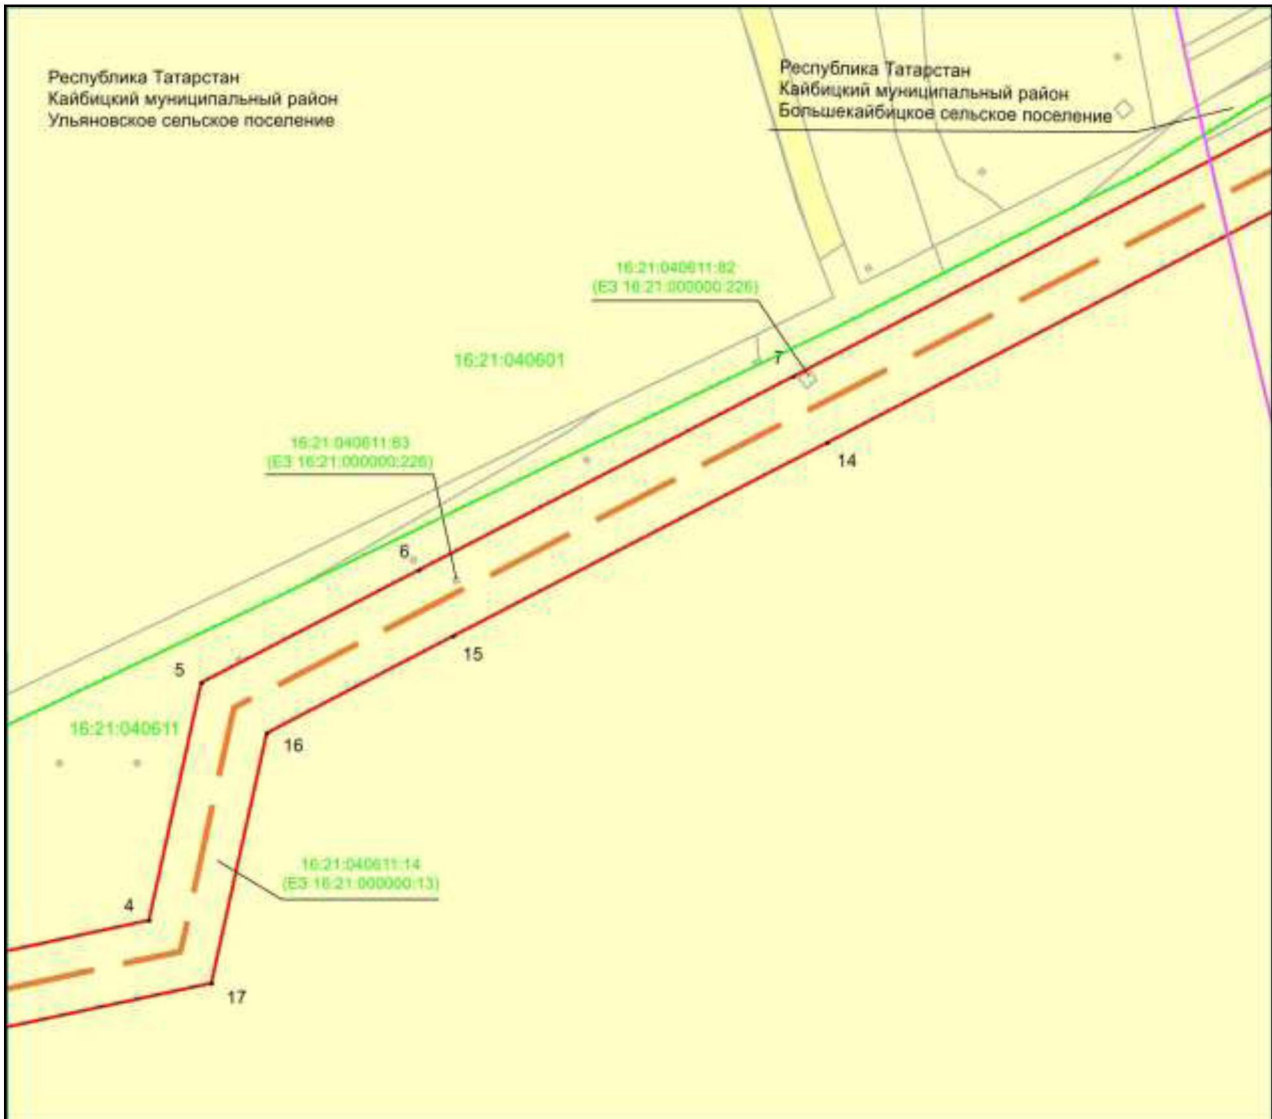 Республика Татарстан
Кайбицкий муниципальный район
Ульяновское сельское поселение
Республика Татарстан
Кайбицкий муниципальный район
Большекайбицкое сельское поселение
16:21:040611:82
(ЕЗ 16:21:000000:226)
16:21:040601
7
16:21:040611:83
(ЕЗ 16:21:000000:226)
14
6
15
5
16:21:040611
16
16:21:040611:14
(ЕЗ 16:21:000000:13)
4
17